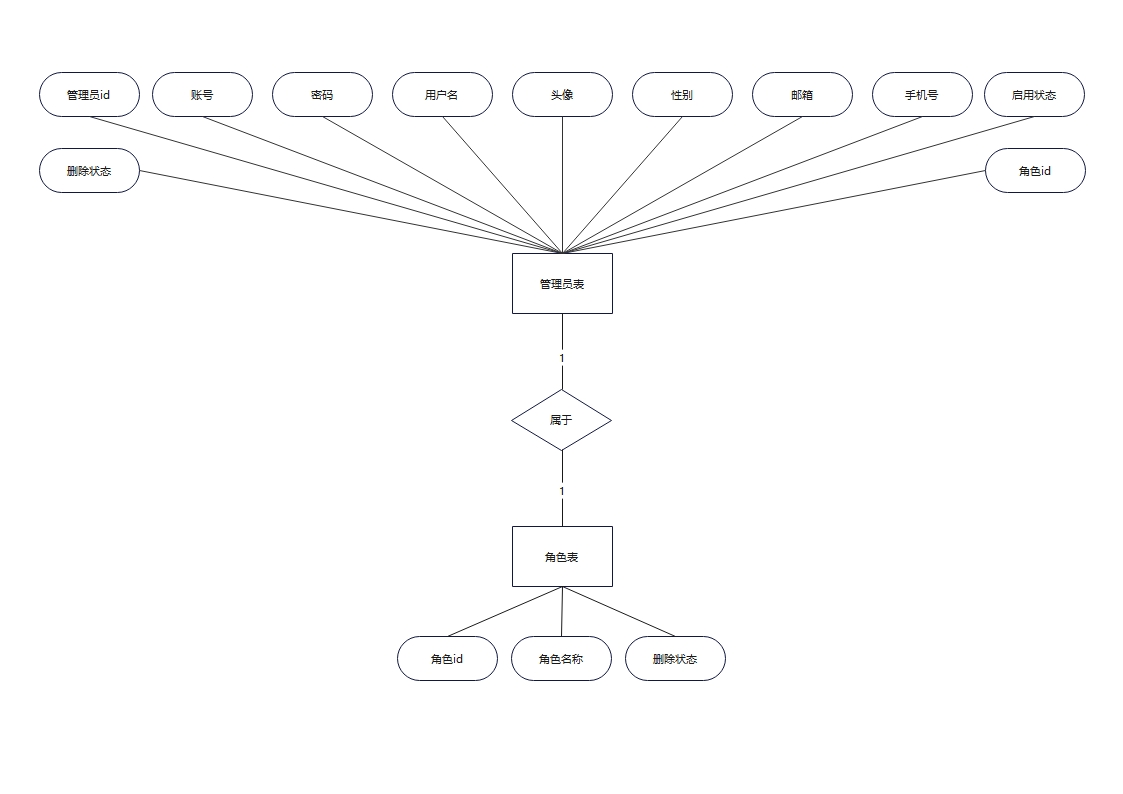 管理员id
账号
密码
用户名
头像
性别
邮箱
手机号
启用状态
删除状态
角色id
管理员表
1
属于
1
角色表
角色id
角色名称
删除状态